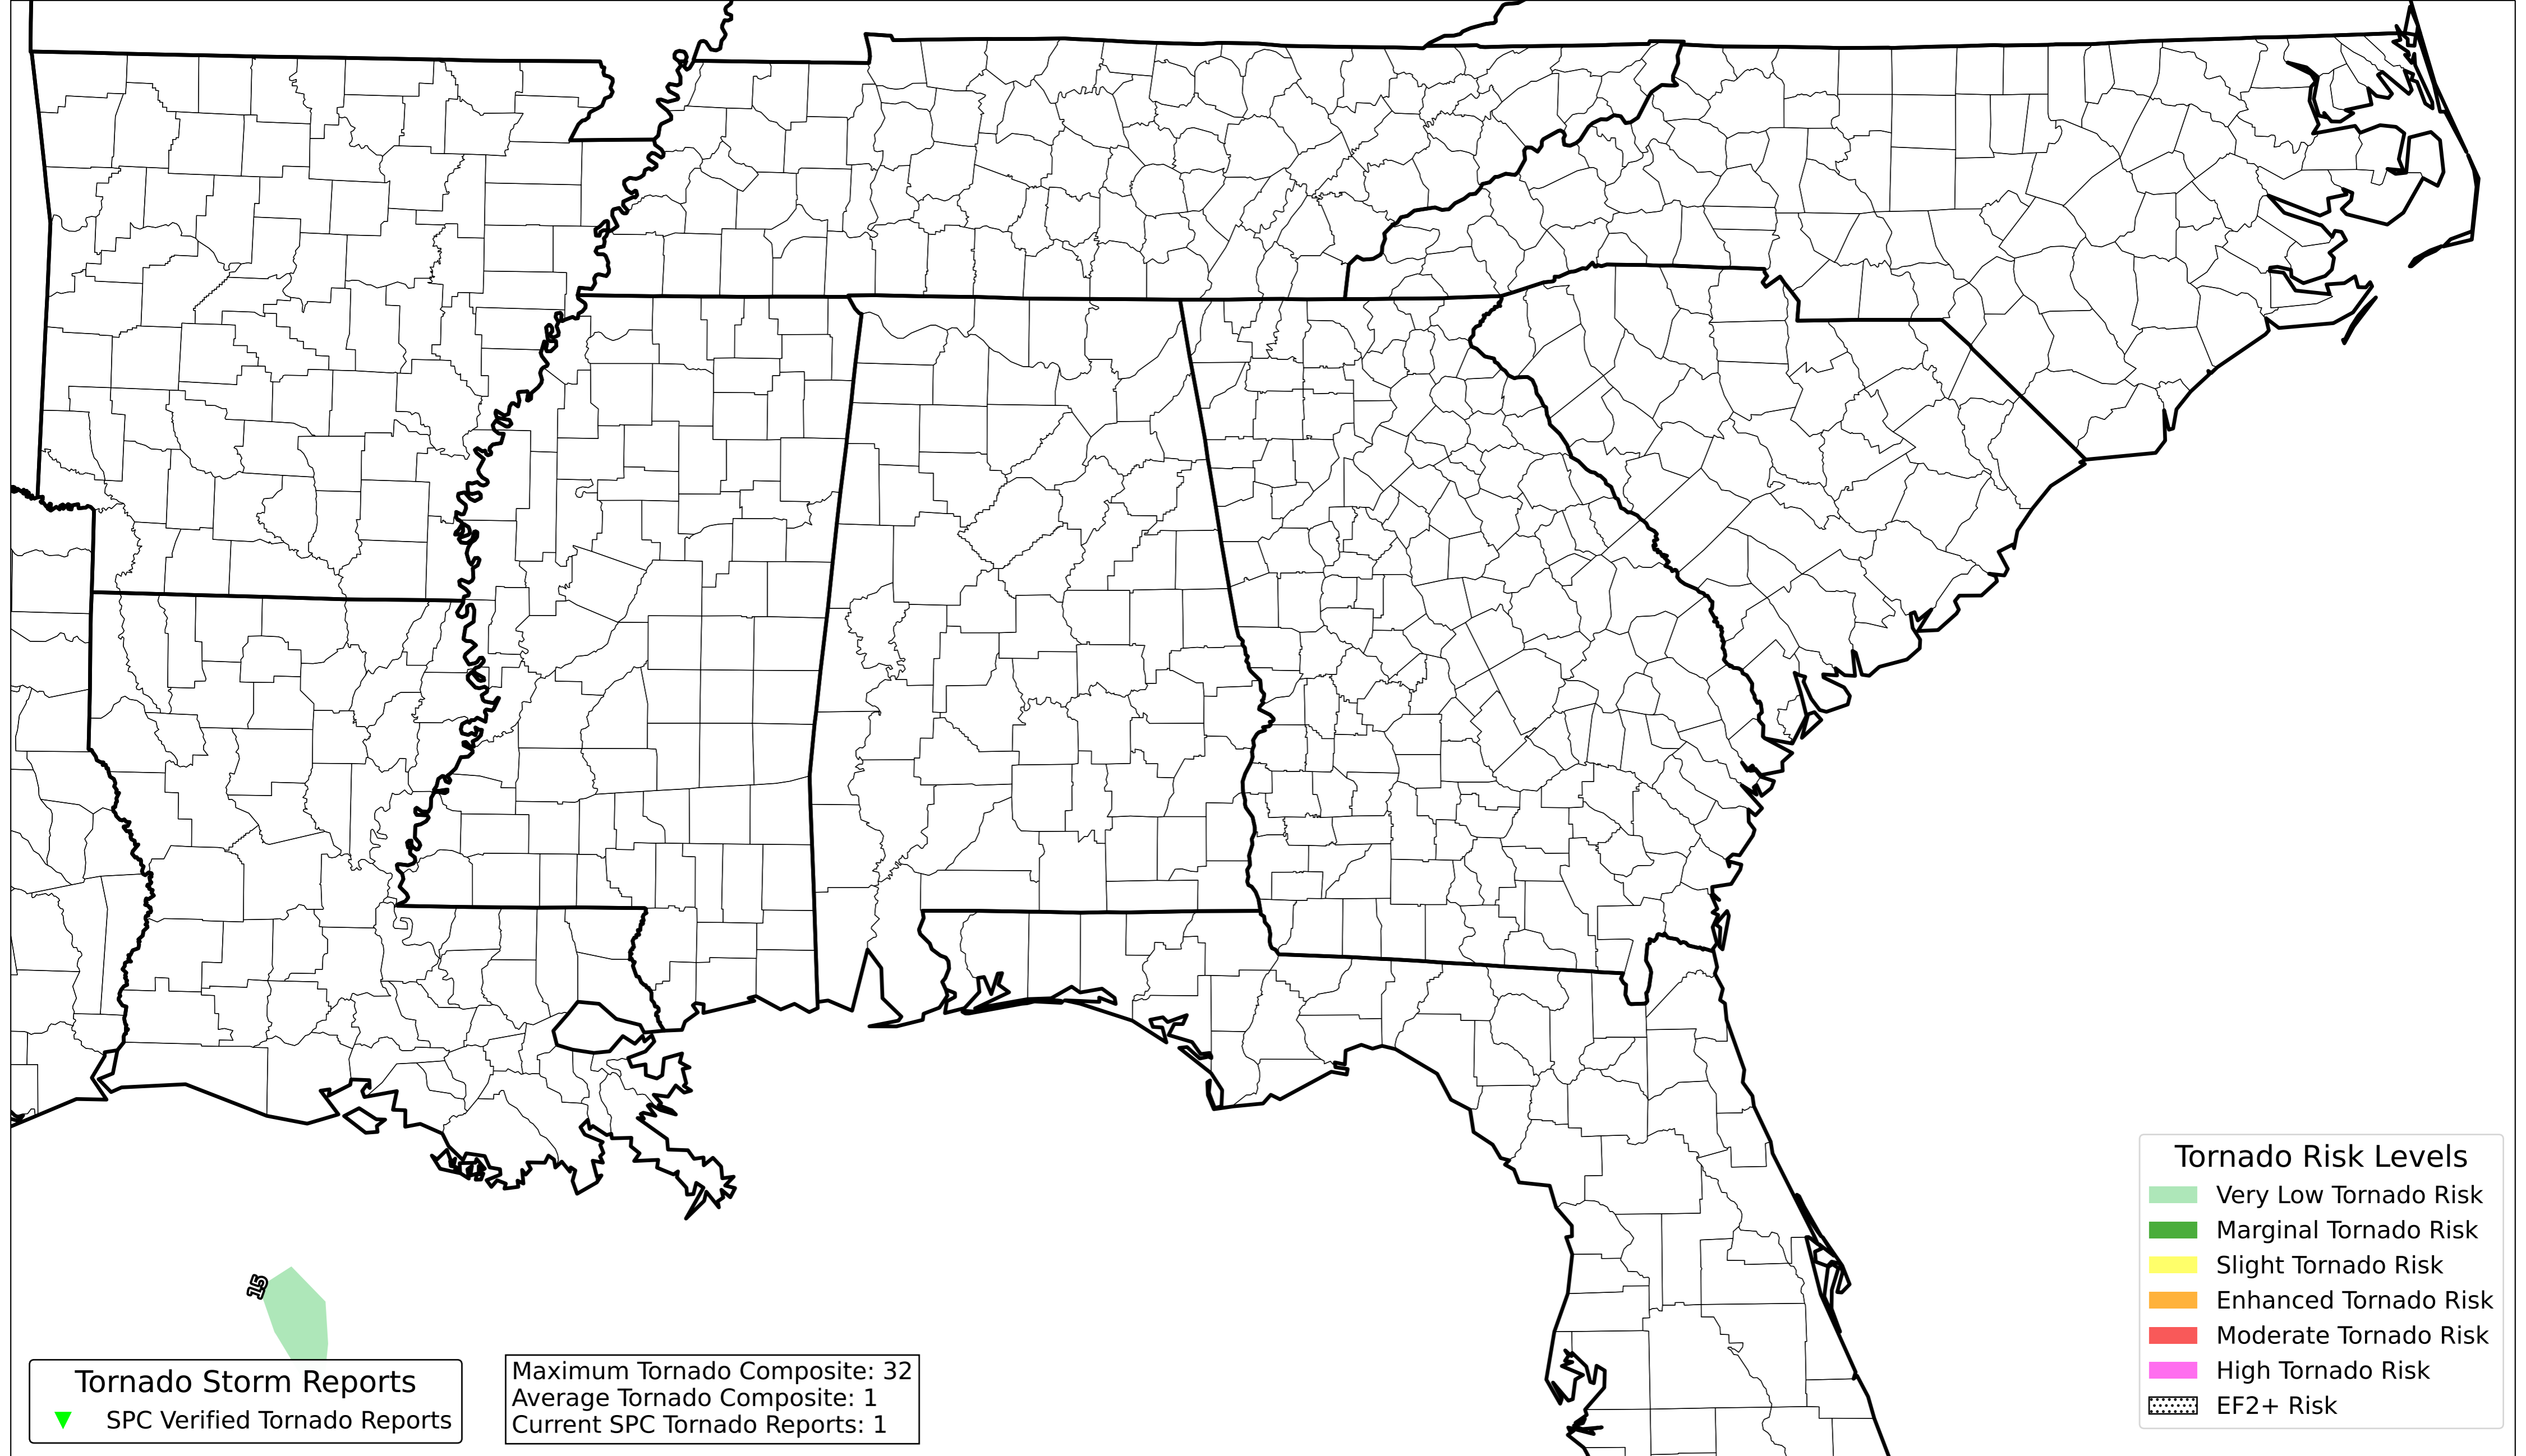 15
Tornado Storm Reports
SPC Verified Tornado Reports
Maximum Tornado Composite: 32
Average Tornado Composite: 1
Current SPC Tornado Reports: 1
Tornado Risk Levels
Very Low Tornado Risk
Marginal Tornado Risk
Slight Tornado Risk
Enhanced Tornado Risk
Moderate Tornado Risk
High Tornado Risk
EF2+ Risk